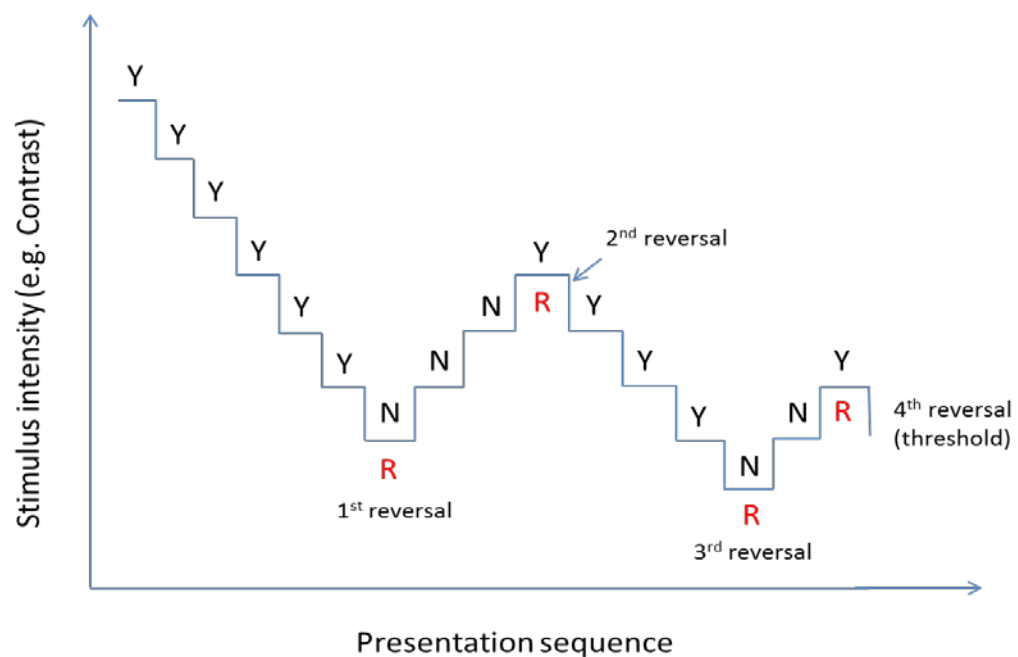 Stimulus intensity (e.g. Contrast)
Y
Y
Y
Y
Y
Y
N
R
1st reversal
N
N
Y
R
2nd reversal
Y
Y
Y
N
R
3rd reversal
N
Y
R
4th reversal
(threshold)
Presentation sequence